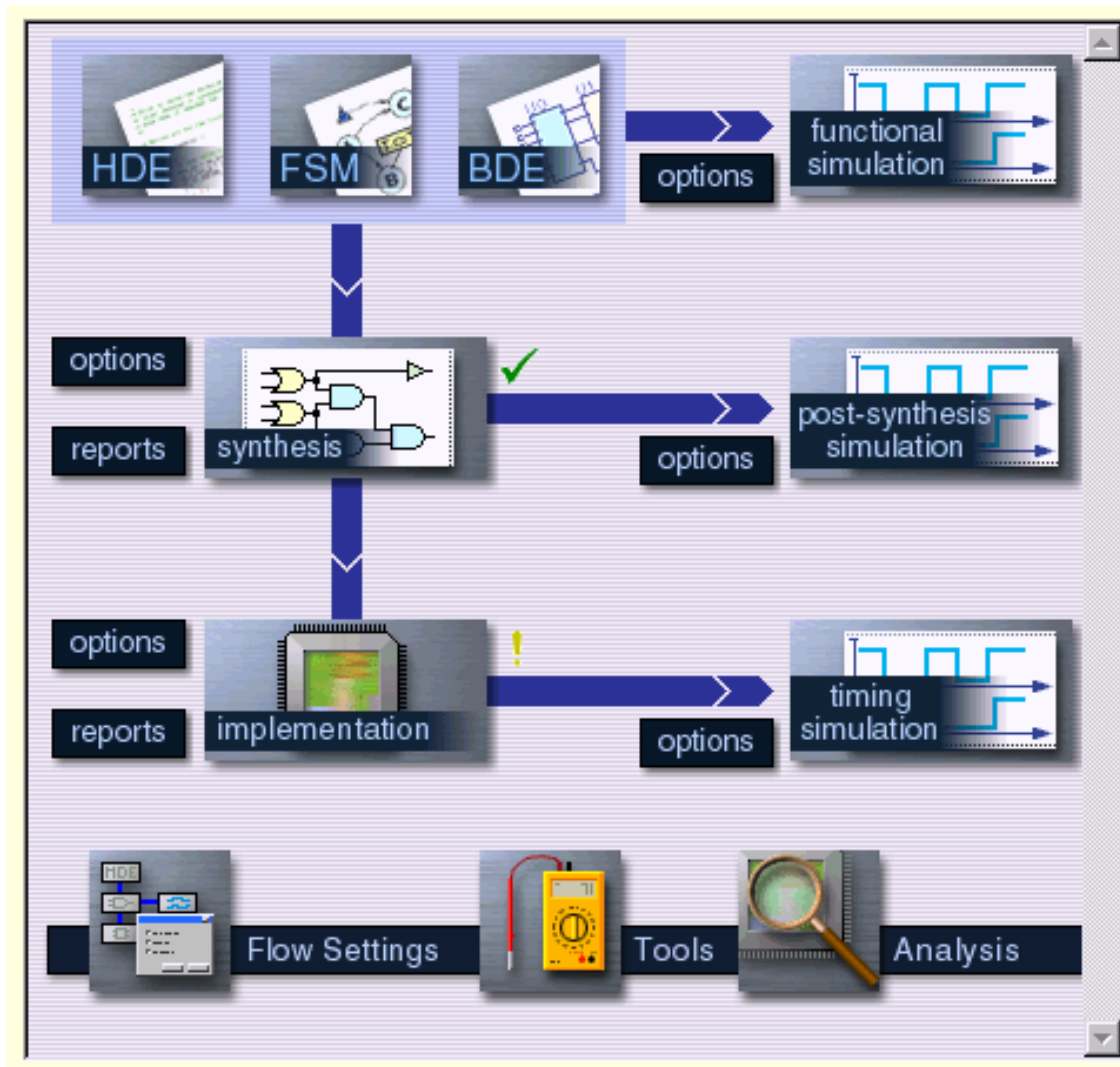 HDE
FSM
BDE
functional
simulation
options
options
reports
synthesis
options
post-synthesis
simulation
options
reports
implementation
!
options
timing
simulation
HDE
Flow Settings
Tools
Analysis